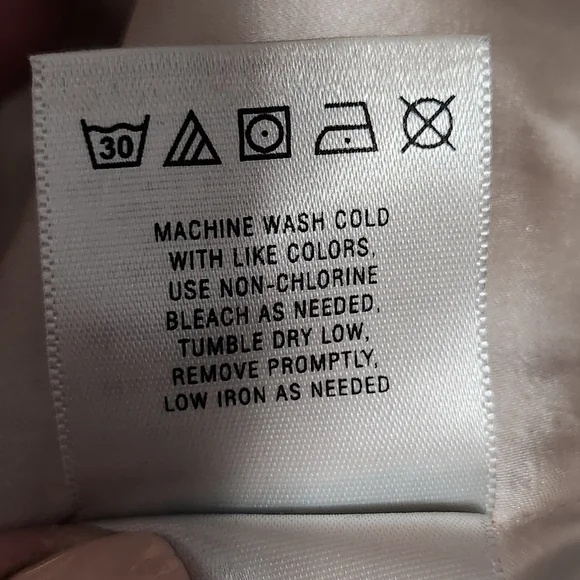 30
MACHINE WASH COLD
WITH LIKE COLORS,
USE NON-CHLORINE
BLEACH AS NEEDED,
TUMBLE DRY LOW,
REMOVE PROMPTLY,
LOW IRON AS NEEDED